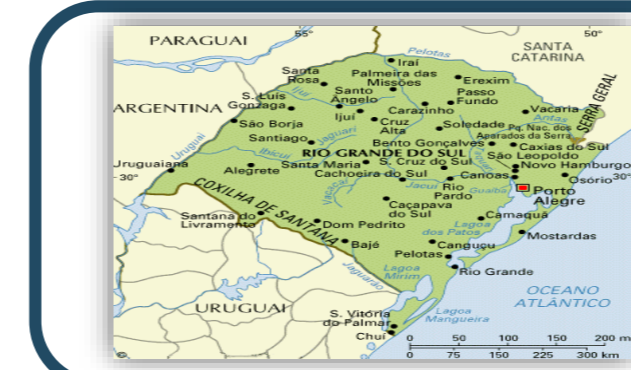 PARAGUAI
55°
50°
Pelotas
SANTA
CATARINA
Iraí
Santa
Rosa
Palmeira das
Missões
Erexim
Ijuí
Santo
Ângelo
Passo
Fundo
SERRA GERAL
S. Luís
Gonzaga
Carazinho
Vacaria
ARGENTINA
Ijuí
Cruz
Alta
Soledade
Antas
São Borja
Pq. Nac. dos
Aparados da Serra
Santiago
Jaguari
Bento Gonçalves
Caxias do Sul
Uruguai
Ibicuí
RIO GRANDE DO SUL
São Leopoldo
Uruguaiana
Santa Maria
S. Cruz do Sul
Novo Hamburgo
Alegrete
Cachoeira do Sul
Canoas
Osório
30°
30°
COXILHA DE SANTANA
Vacacaí
Jacuí
Rio
Pardo
Guaíba
Porto
Alegre
Caçapava
do Sul
Santana do
Livramento
Camaquã
Dom Pedrito
Lagoa
dos Patos
Mostardas
Bajé
Canguçu
Pelotas
Jaguarão
Lagoa
Mirim
Rio Grande
OCEANO
ATLÂNTICO
URUGUAI
S. Vitória
do Palmar
Lagoa
Mangueira
Chuí
0 50 100 150 200 m
0 75 150 225 300 km
©